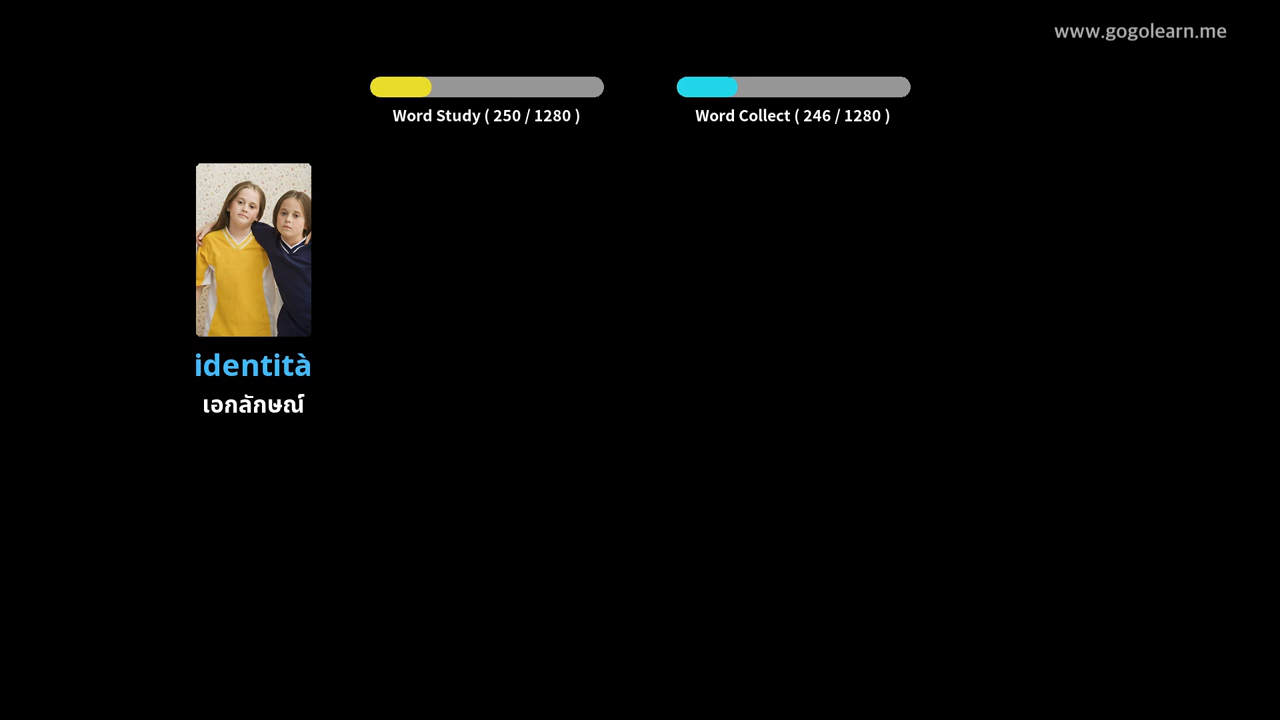 www.gogolearn.me
Word Study ( 250 / 1280 )
Word Collect ( 246 / 1280 )
identità
เอกลักษณ์